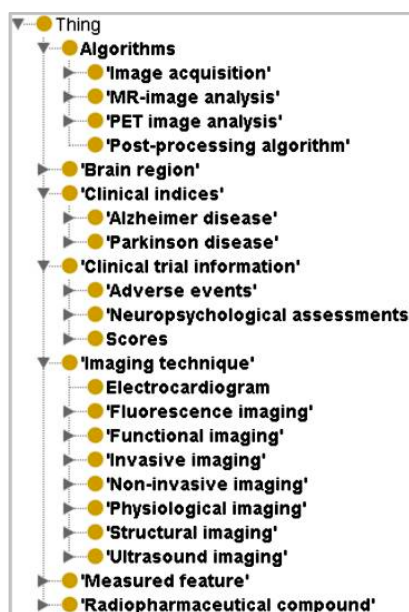 Thing
Algorithms
'Image acquisition'
'MR-image analysis'
'PET image analysis'
'Post-processing algorithm'
'Brain region'
'Clinical indices'
'Alzheimer disease'
'Parkinson disease'
'Clinical trial information'
'Adverse events'
'Neuropsychological assessments
Scores
'Imaging technique'
Electrocardiogram
'Fluorescence imaging'
'Functional imaging'
'Invasive imaging'
'Non-invasive imaging'
'Physiological imaging'
'Structural imaging'
'Ultrasound imaging'
'Measured feature'
'Radiopharmaceutical compound'